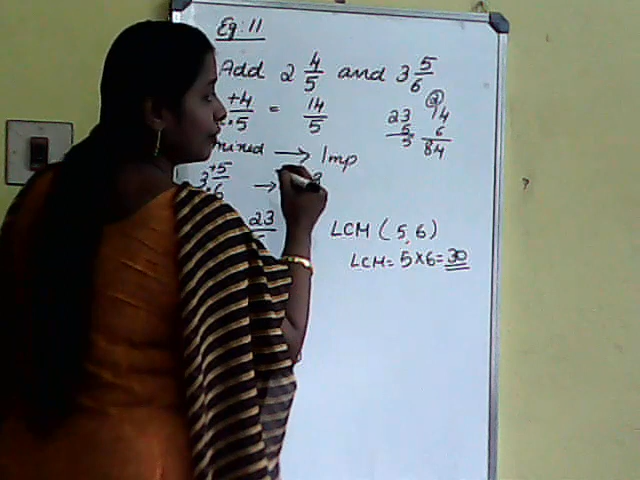 Eg: 11
Add 2 4/5 and 3 5/6
+4/5 = 14/5
23 14
5 6
84
→ Imp
3 +5/6 →
23
LCM (5, 6)
LCM = 5×6 = 30